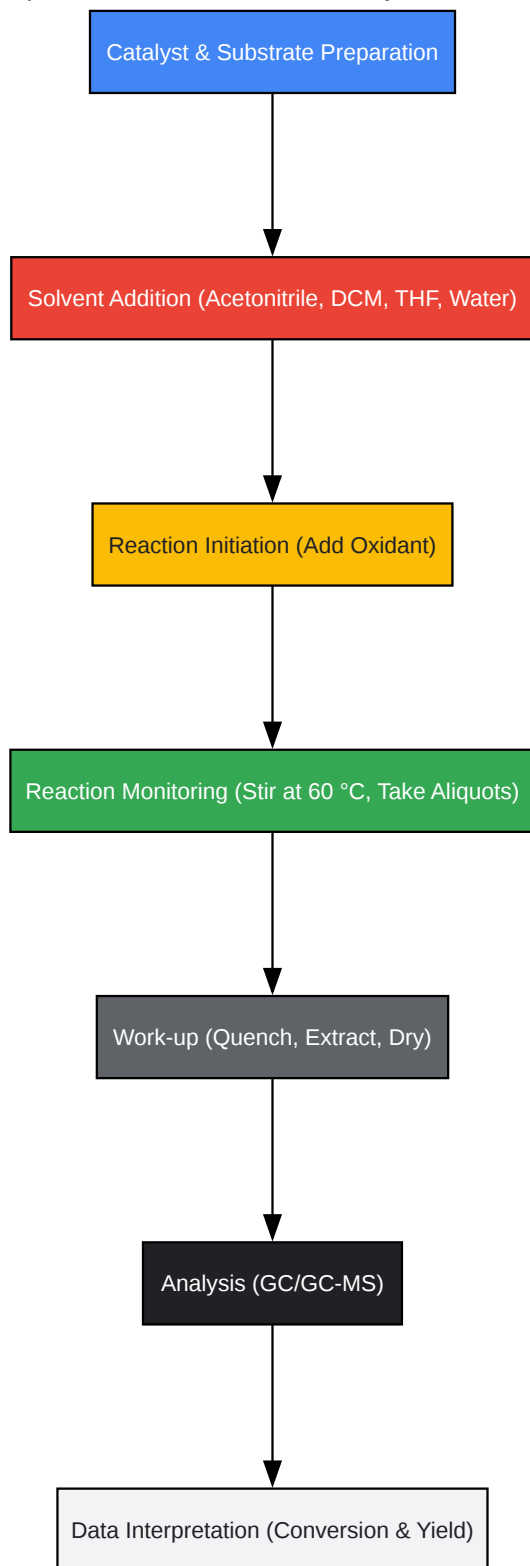 Catalyst & Substrate Preparation
Solvent Addition (Acetonitrile, DCM, THF, Water)
Reaction Initiation (Add Oxidant)
Reaction Monitoring (Stir at 60 °C, Take Aliquots)
Work-up (Quench, Extract, Dry)
Analysis (GC/GC-MS)
Data Interpretation (Conversion & Yield)